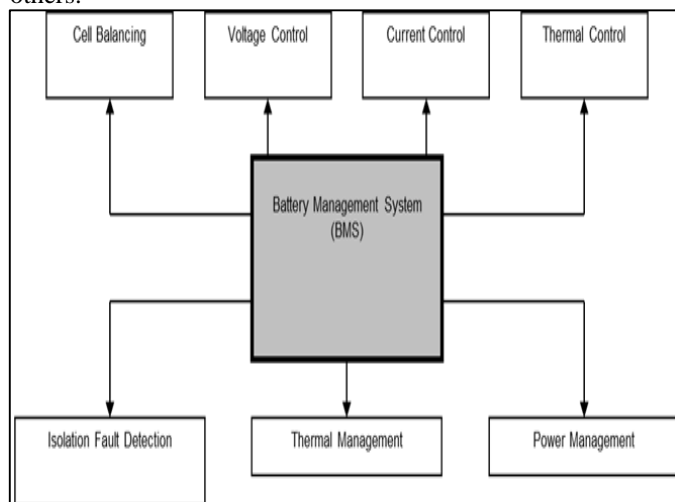 others.
Cell Balancing
Voltage Control
Current Control
Thermal Control
Battery Management System
(BMS)
Isolation Fault Detection
Thermal Management
Power Management